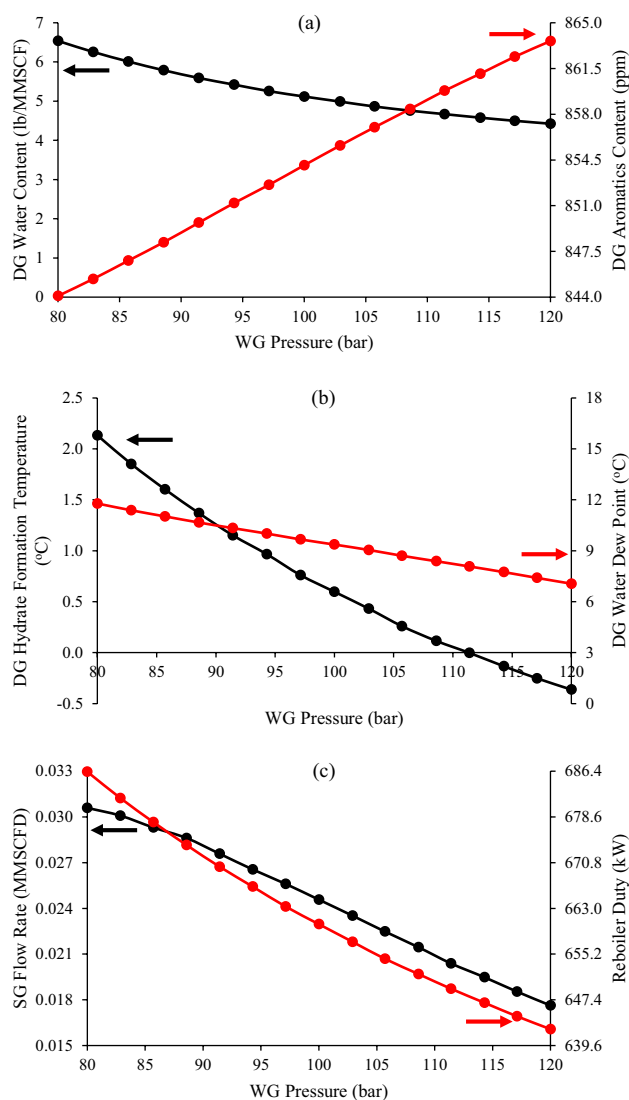 (a)
DG Water Content (lb/MMSCF)
7
6
5
4
3
2
1
0
865.0
861.5
858.0
854.5
851.0
847.5
844.0
DG Aromatics Content (ppm)
80 85 90 95 100 105 110 115 120
WG Pressure (bar)
(b)
DG Hydrate Formation Temperature
(°C)
2.5
2.0
1.5
1.0
0.5
0.0
-0.5
18
15
12
9
6
3
0
DG Water Dew Point (°C)
80 85 90 95 100 105 110 115 120
WG Pressure (bar)
(c)
SG Flow Rate (MMSCFD)
0.033
0.030
0.027
0.024
0.021
0.018
0.015
686.4
678.6
670.8
663.0
655.2
647.4
639.6
Reboiler Duty (kW)
80 85 90 95 100 105 110 115 120
WG Pressure (bar)